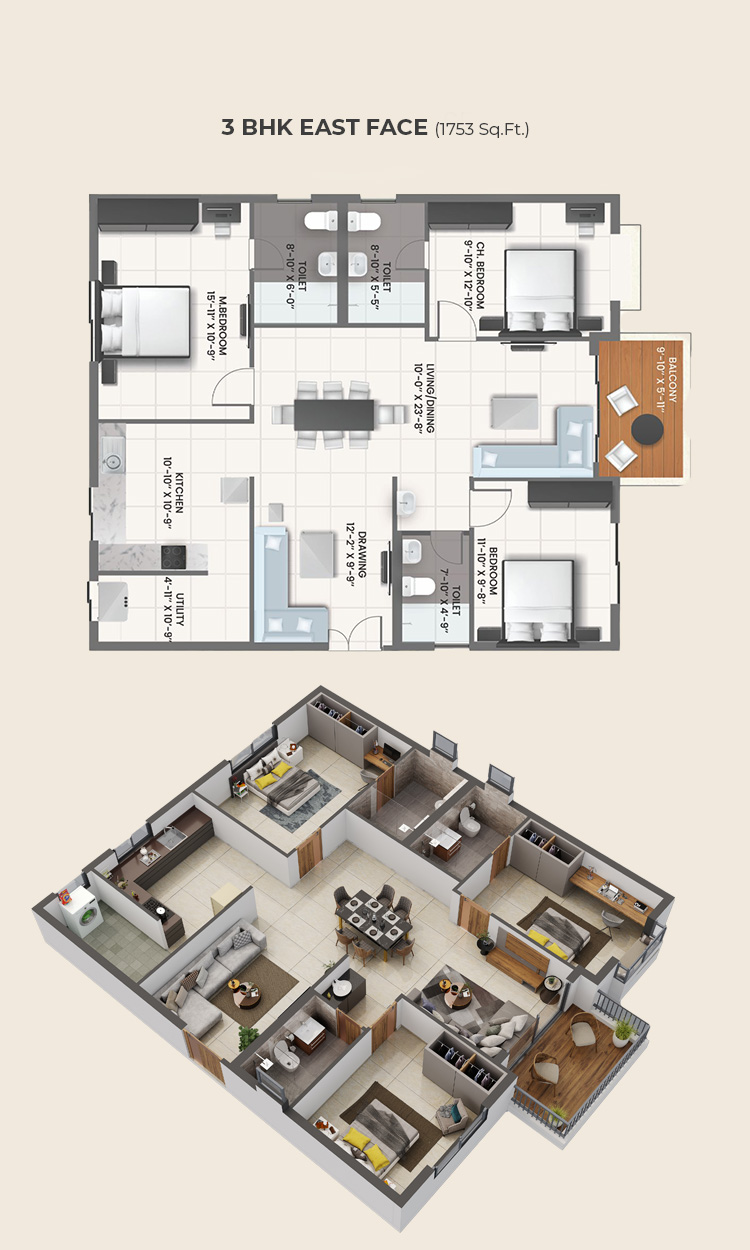 3 BHK EAST FACE (1753 Sq.Ft.)
M.BEDROOM
15'-11" X 10'-9"
TOILET
8'-10" X 6'-0"
TOILET
8'-10" X 5'-5"
CH. BEDROOM
9'-10" X 12'-10"
BALCONY
9'-10" X 5'-11"
LIVING/DINING
10'-0" X 23'-8"
KITCHEN
10'-10" X 10'-9"
DRAWING
12'-2" X 9'-9"
BEDROOM
11'-10" X 9'-8"
TOILET
7'-10" X 4'-9"
UTILITY
4'-11" X 10'-9"